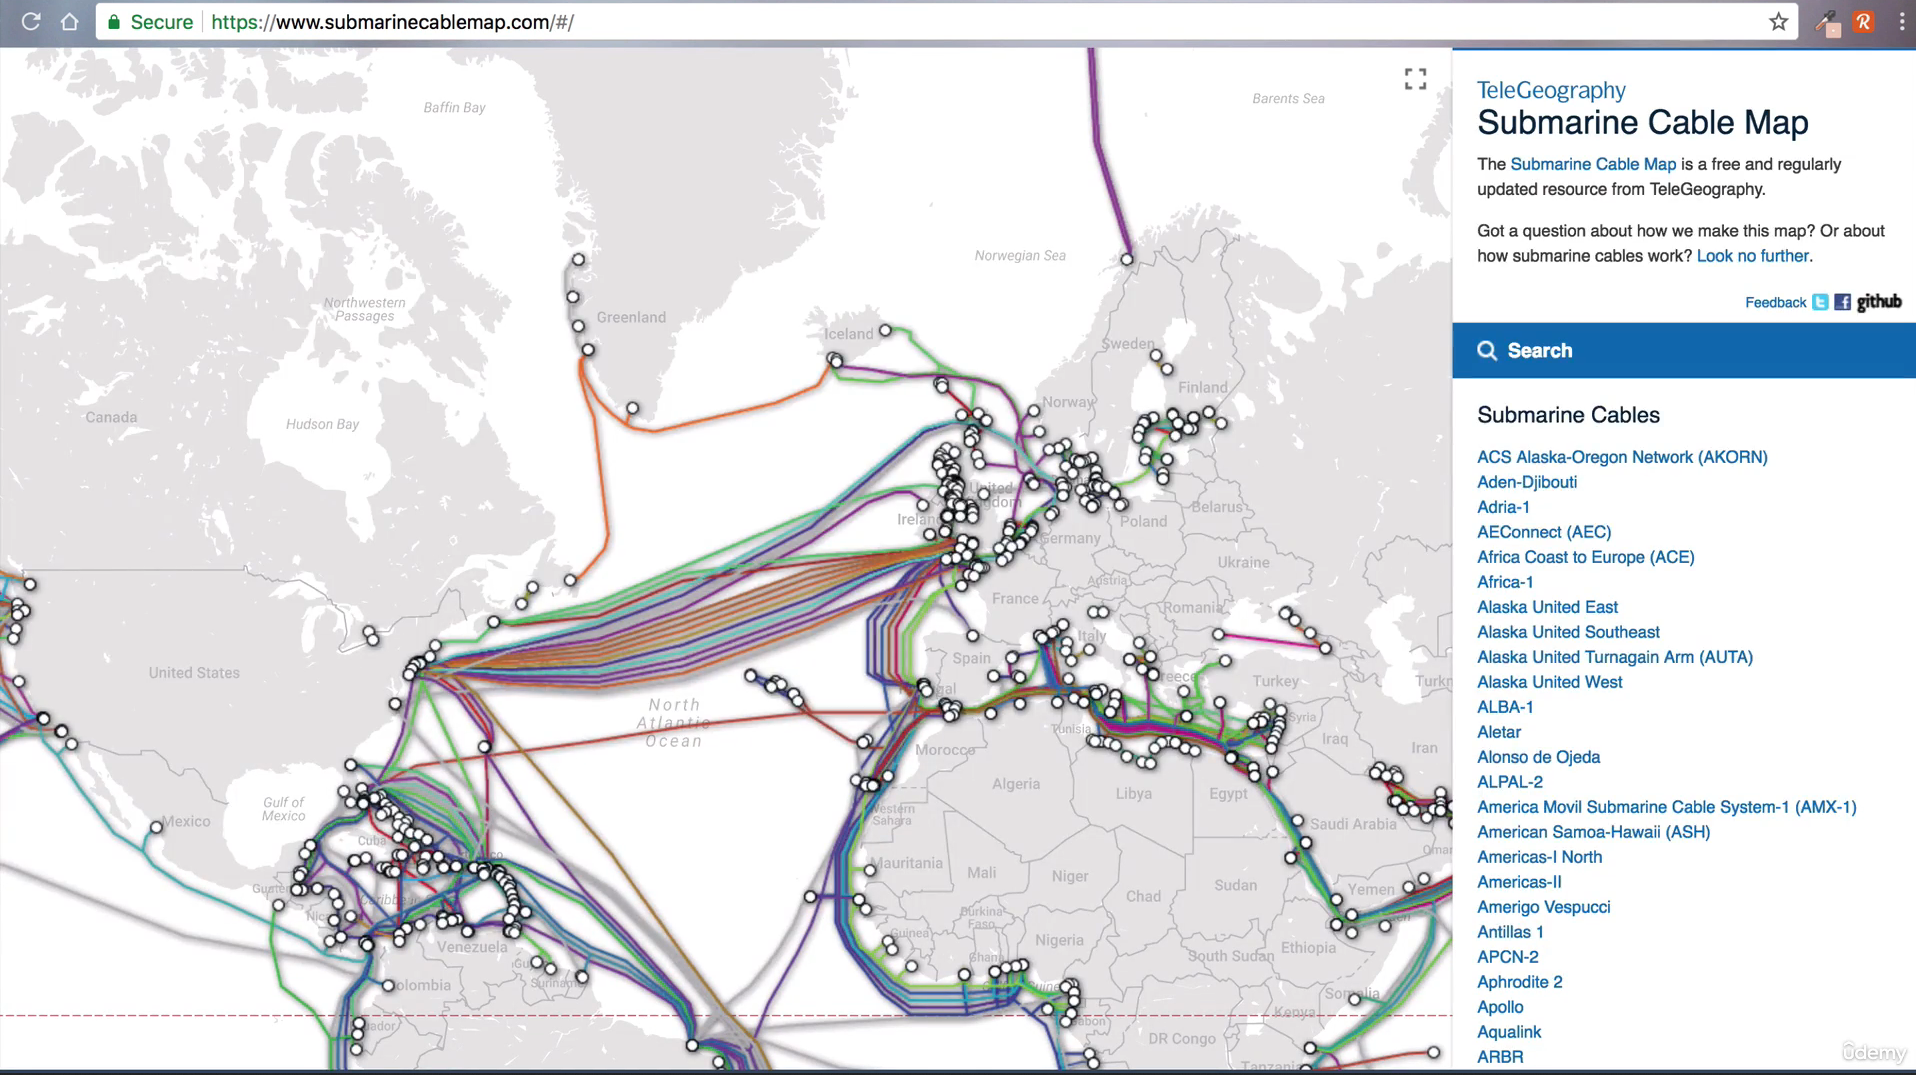 Secure https://www.submarinecablemap.com/#/
Baffin Bay
Barents Sea
Norwegian Sea
Northwestern
Passages
Greenland
Iceland
Sweden
Finland
Norway
Canada
Hudson Bay
United
Kingdom
Ireland
Poland
Belarus
Germany
Ukraine
Austria
France
Romania
Italy
United States
Spain
Portugal
Greece
Turkey
North
Atlantic
Ocean
Tunisia
Syria
Iraq
Iran
Morocco
Algeria
Libya
Egypt
Gulf of
Mexico
Mexico
Western
Sahara
Saudi Arabia
Cuba
Mauritania
Mali
Niger
Chad
Sudan
Yemen
Burkina
Faso
Guinea
Nigeria
Venezuela
South Sudan
Ethiopia
Ghana
Colombia
Suriname
Somalia
Kenya
Gabon
DR Congo
Tanzania
TeleGeography
Submarine Cable Map
The Submarine Cable Map is a free and regularly
updated resource from TeleGeography.
Got a question about how we make this map? Or about
how submarine cables work? Look no further.
Feedback github
Search
Submarine Cables
ACS Alaska-Oregon Network (AKORN)
Aden-Djibouti
Adria-1
AEConnect (AEC)
Africa Coast to Europe (ACE)
Africa-1
Alaska United East
Alaska United Southeast
Alaska United Turnagain Arm (AUTA)
Alaska United West
ALBA-1
Aletar
Alonso de Ojeda
ALPAL-2
America Movil Submarine Cable System-1 (AMX-1)
American Samoa-Hawaii (ASH)
Americas-I North
Americas-II
Amerigo Vespucci
Antillas 1
APCN-2
Aphrodite 2
Apollo
Aqualink
ARBR
ûdemy